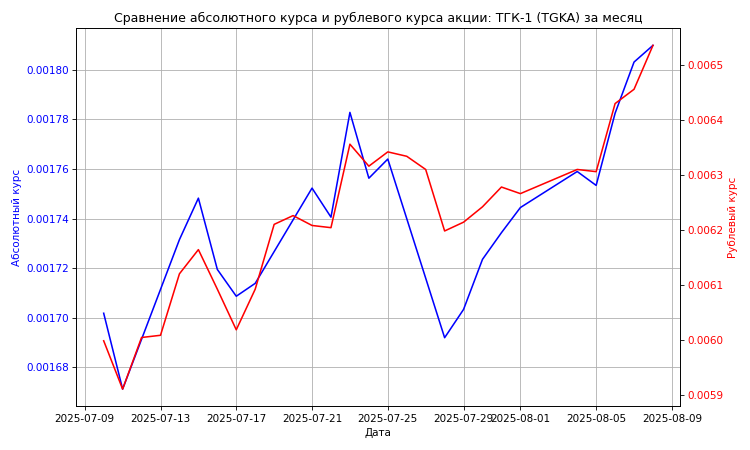 Сравнение абсолютного курса и рублевого курса акции: ТГК-1 (TGKA) за месяц
0.00180
0.00178
0.00176
0.00174
0.00172
0.00170
0.00168
Абсолютный курс
0.0065
0.0064
0.0063
0.0062
0.0061
0.0060
0.0059
Рублевый курс
2025-07-09 2025-07-13 2025-07-17 2025-07-21 2025-07-25 2025-07-29 2025-08-01 2025-08-05 2025-08-09
Дата